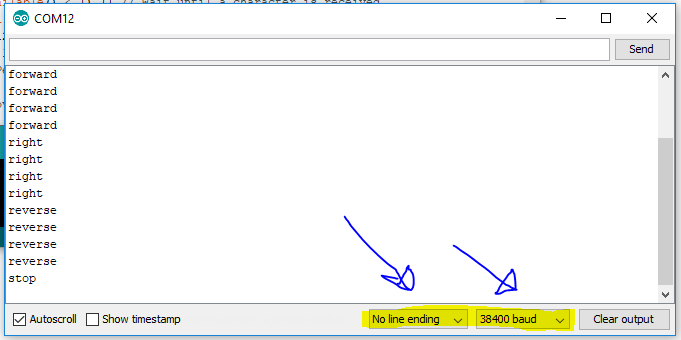 COM12
Send
forward
forward
forward
forward
right
right
right
right
reverse
reverse
reverse
reverse
stop
Autoscroll Show timestamp No line ending 38400 baud Clear output